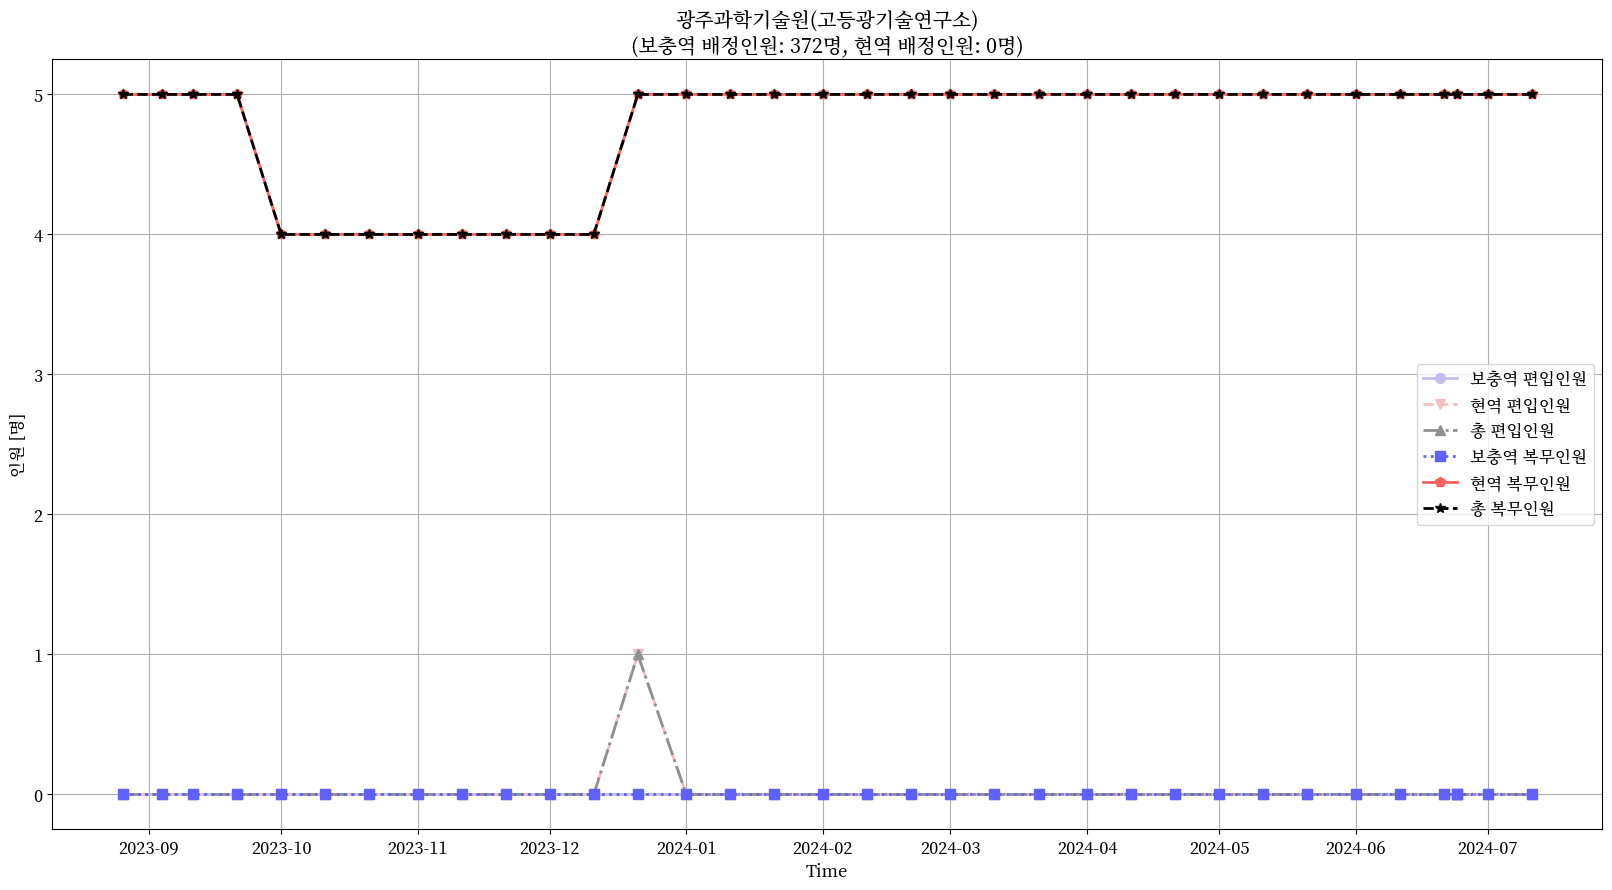 광주과학기술원(고등광기술연구소)
(보충역 배정인원: 372명, 현역 배정인원: 0명)
인원 [명]
5
4
3
2
1
0
보충역 편입인원
현역 편입인원
총 편입인원
보충역 복무인원
현역 복무인원
총 복무인원
2023-09 2023-10 2023-11 2023-12 2024-01 2024-02 2024-03 2024-04 2024-05 2024-06 2024-07
Time